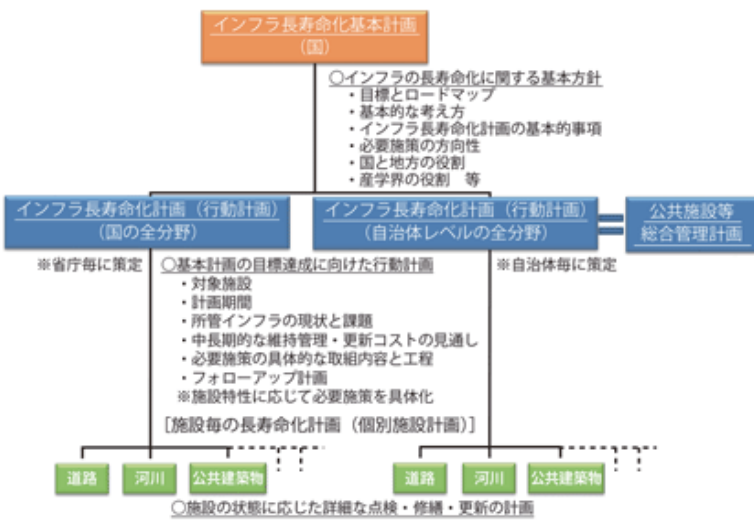 インフラ長寿命化基本計画
(国)
○インフラの長寿命化に関する基本方針
・目標とロードマップ
・基本的な考え方
・インフラ長寿命化計画の基本的事項
・必要施策の方向性
・国と地方の役割
・産学界の役割 等
インフラ長寿命化計画(行動計画)
(国の全分野)
インフラ長寿命化計画(行動計画)
(自治体レベルの全分野)
公共施設等
総合管理計画
※省庁毎に策定
○基本計画の目標達成に向けた行動計画
※自治体毎に策定
・対象施設
・計画期間
・所管インフラの現状と課題
・中長期的な維持管理・更新コストの見通し
・必要施策の具体的な取組内容と工程
・フォローアップ計画
※施設特性に応じて必要施策を具体化
[施設毎の長寿命化計画(個別施設計画)]
道路
河川
公共建築物
道路
河川
公共建築物
○施設の状態に応じた詳細な点検・修繕・更新の計画